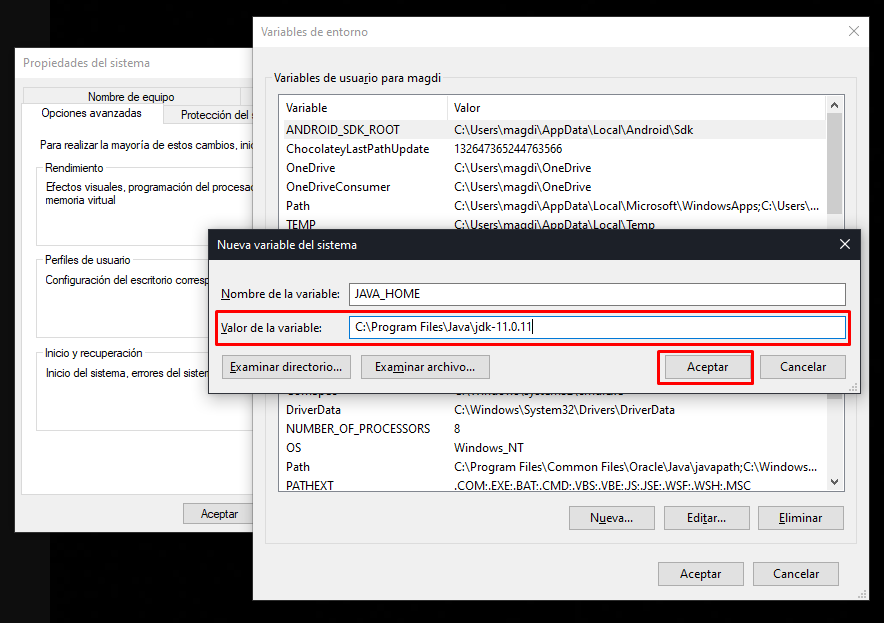 Variables de entorno
Propiedades del sistema
Nombre de equipo
Opciones avanzadas
Protección del
Para realizar la mayoría de estos cambios, inic
Rendimiento
Efectos visuales, programación del procesac
memoria virtual
Perfiles de usuario
Configuración del escritorio corresp
Inicio y recuperación
Inicio del sistema, errores del sisten
Aceptar
Variables de usuario para magdi
Variable Valor
ANDROID_SDK_ROOT C:\Users\magdi\AppData\Local\Android\Sdk
ChocolateyLastPathUpdate 132647365244763566
OneDrive C:\Users\magdi\OneDrive
OneDriveConsumer C:\Users\magdi\OneDrive
Path C:\Users\magdi\AppData\Local\Microsoft\WindowsApps;C:\Users\...
TEMP C:\Users\magdi\AppData\Local\Temp
Nueva variable del sistema
Nombre de la variable: JAVA_HOME
Valor de la variable: C:\Program Files\Java\jdk-11.0.11
Examinar directorio... Examinar archivo... Aceptar Cancelar
DriverData C:\Windows\System32\Drivers\DriverData
NUMBER_OF_PROCESSORS 8
OS Windows_NT
Path C:\Program Files\Common Files\Oracle\Java\javapath;C:\Windows...
PATHEXT .COM;.EXE;.BAT;.CMD;.VBS;.VBE;.JS;.JSE;.WSF;.WSH;.MSC
Nueva... Editar... Eliminar
Aceptar Cancelar